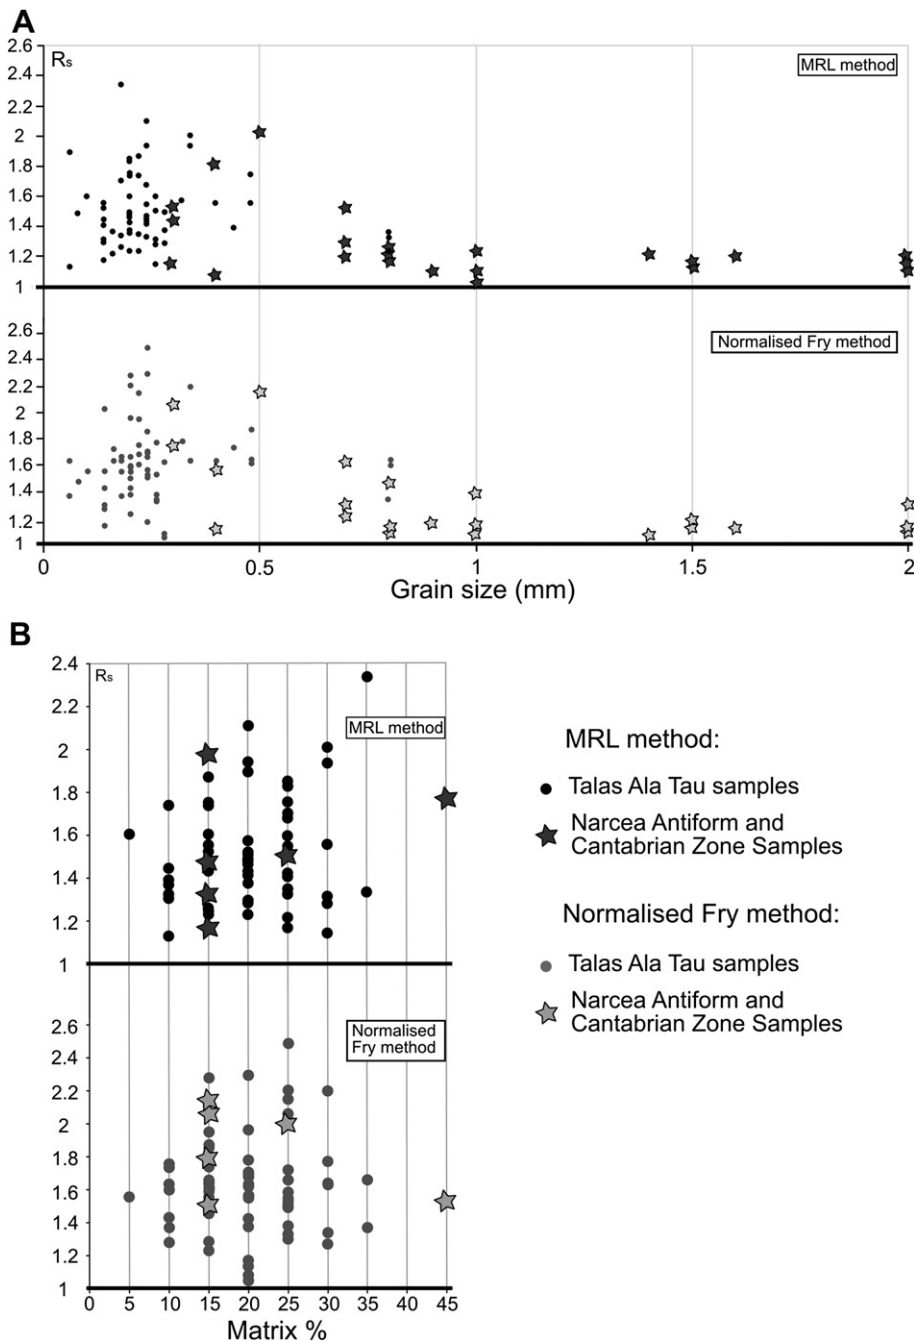 A
2.6
Rs
MRL method
2.4
2.2
2
1.8
1.6
1.4
1.2
1
2.6
Normalised Fry method
2.4
2.2
2
1.8
1.6
1.4
1.2
1
0
0.5
1
1.5
2
Grain size (mm)
B
2.4
Rs
2.2
MRL method
2
1.8
1.6
1.4
1.2
1
2.6
Normalised
Fry method
2.4
2.2
2
1.8
1.6
1.4
1.2
1
0 5 10 15 20 25 30 35 40 45
Matrix %
MRL method:
Talas Ala Tau samples
Narcea Antiform and
Cantabrian Zone Samples
Normalised Fry method:
Talas Ala Tau samples
Narcea Antiform and
Cantabrian Zone Samples